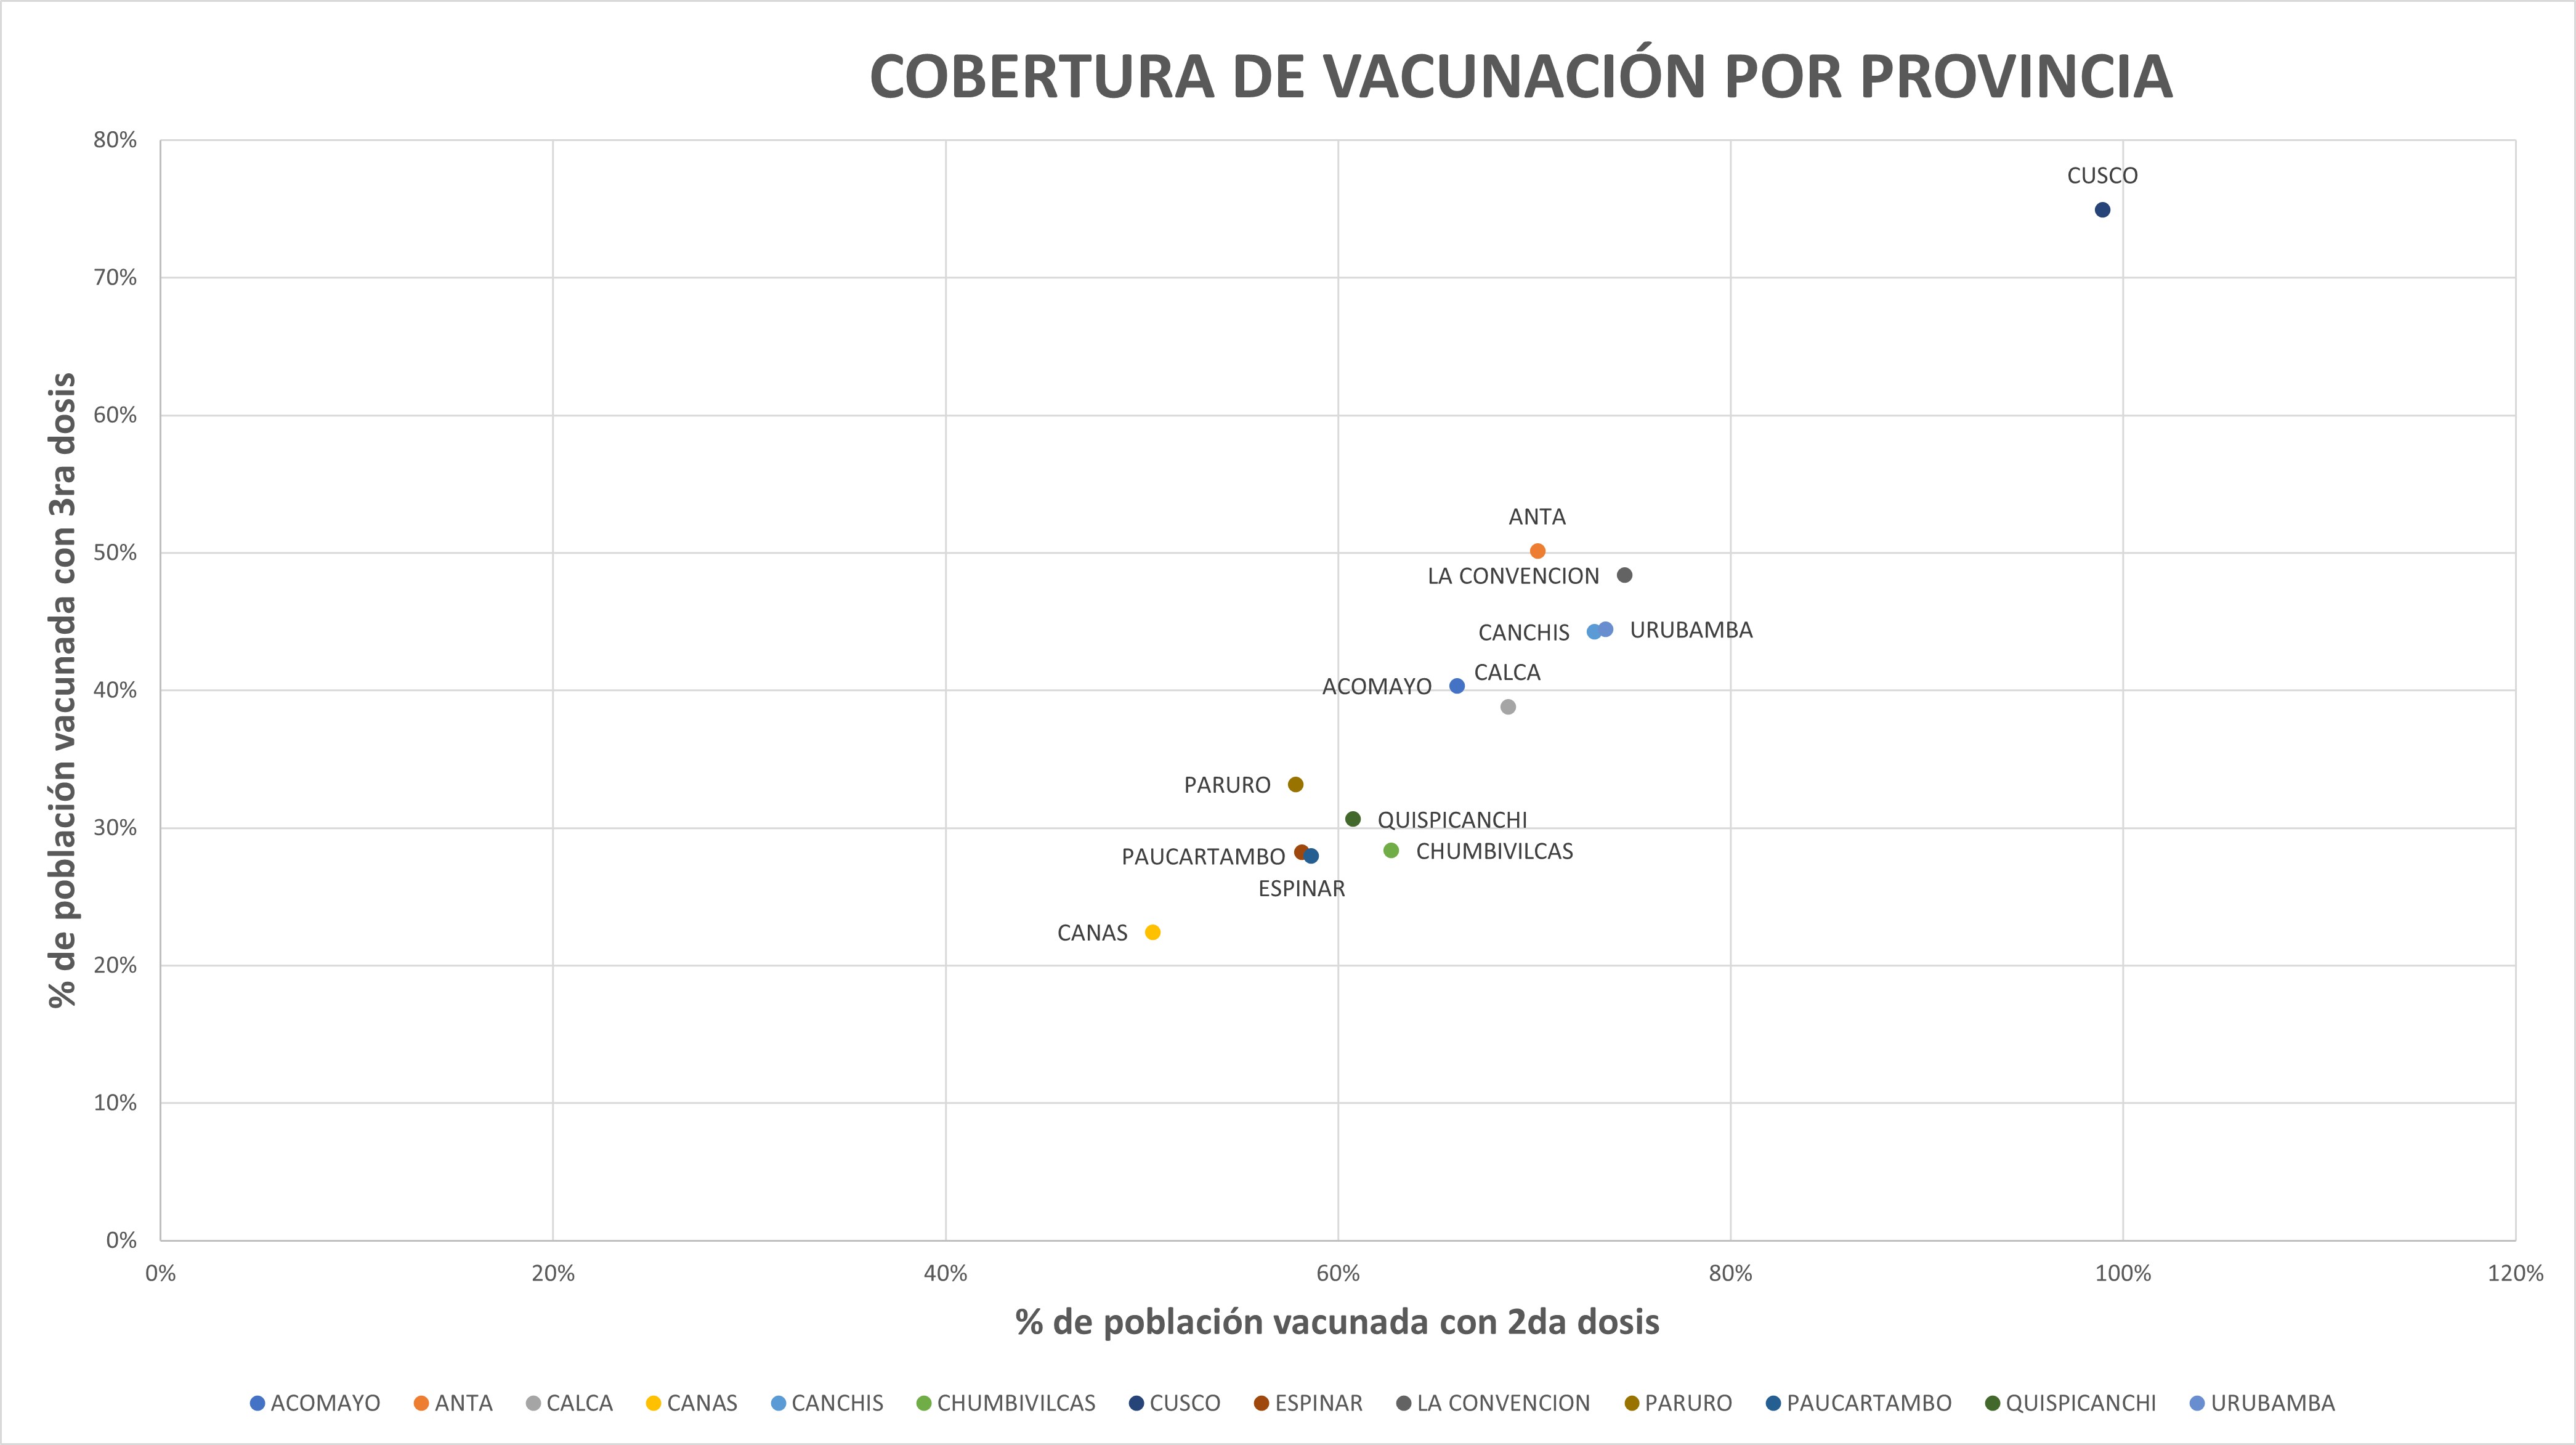 COBERTURA DE VACUNACIÓN POR PROVINCIA
80%
70%
60%
50%
40%
30%
20%
10%
0%
% de población vacunada con 3ra dosis
CUSCO
ANTA
LA CONVENCION
CANCHIS
URUBAMBA
CALCA
ACOMAYO
PARURO
QUISPICANCHI
CHUMBIVILCAS
PAUCARTAMBO
ESPINAR
CANAS
0% 20% 40% 60% 80% 100% 120%
% de población vacunada con 2da dosis
ACOMAYO ANTA CALCA CANAS CANCHIS CHUMBIVILCAS CUSCO ESPINAR LA CONVENCION PARURO PAUCARTAMBO QUISPICANCHI URUBAMBA